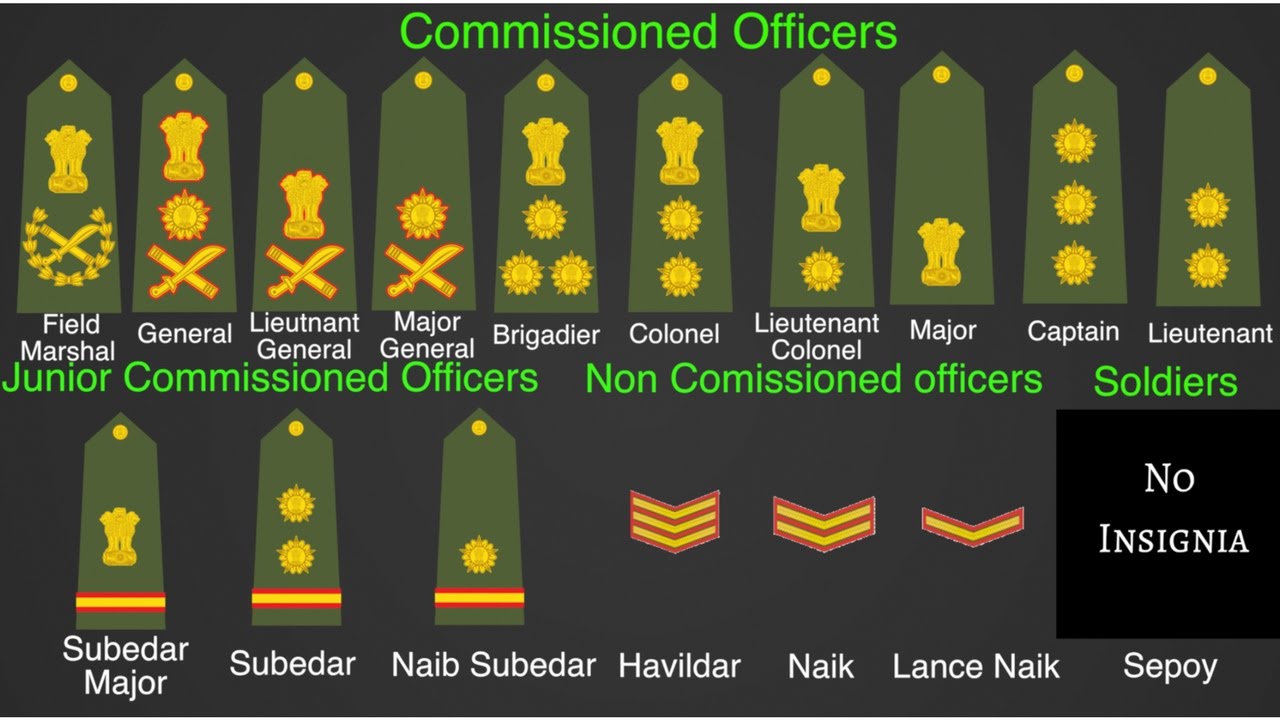 Commissioned Officers
Field
Marshal
General
Lieutnant
General
Major
General
Brigadier
Colonel
Lieutenant
Colonel
Major
Captain
Lieutenant
Junior Commissioned Officers
Non Comissioned officers
Soldiers
No
Insignia
Subedar
Major
Subedar
Naib Subedar
Havildar
Naik
Lance Naik
Sepoy